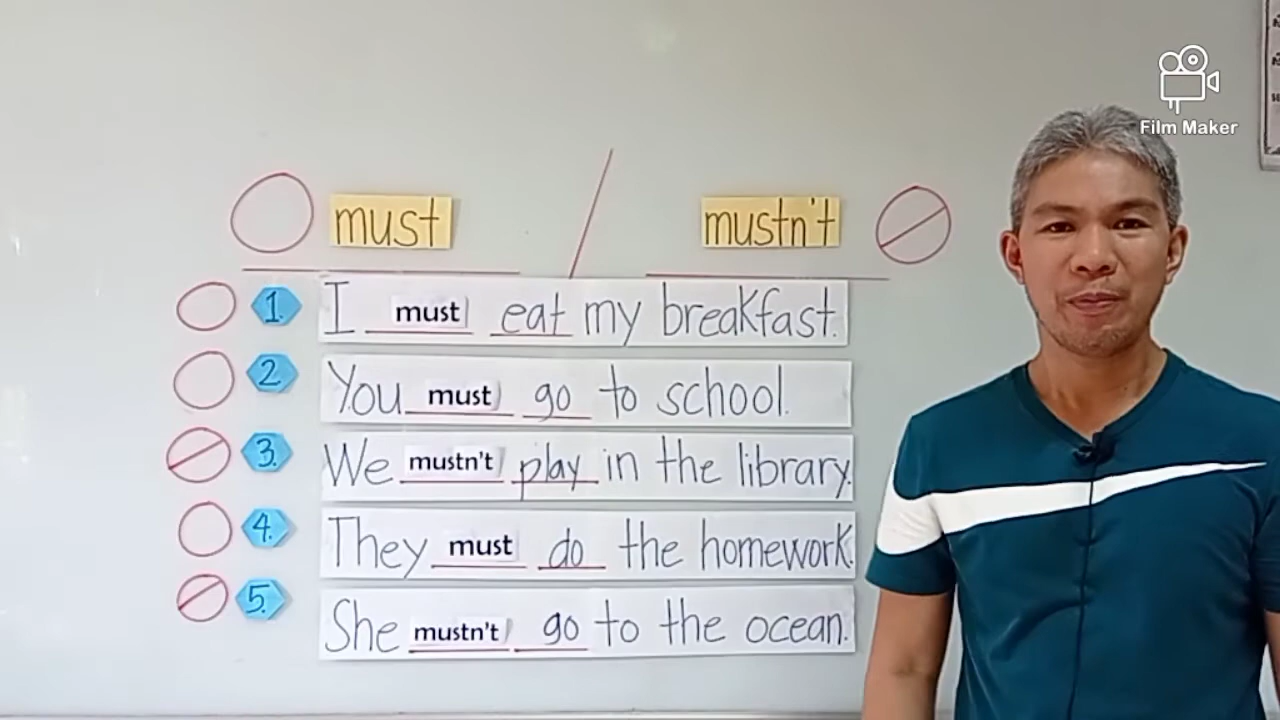 Film Maker
must / mustn't
1. I must eat my breakfast.
2. You must go to school.
3. We mustn't play in the library.
4. They must do the homework.
5. She mustn't go to the ocean.